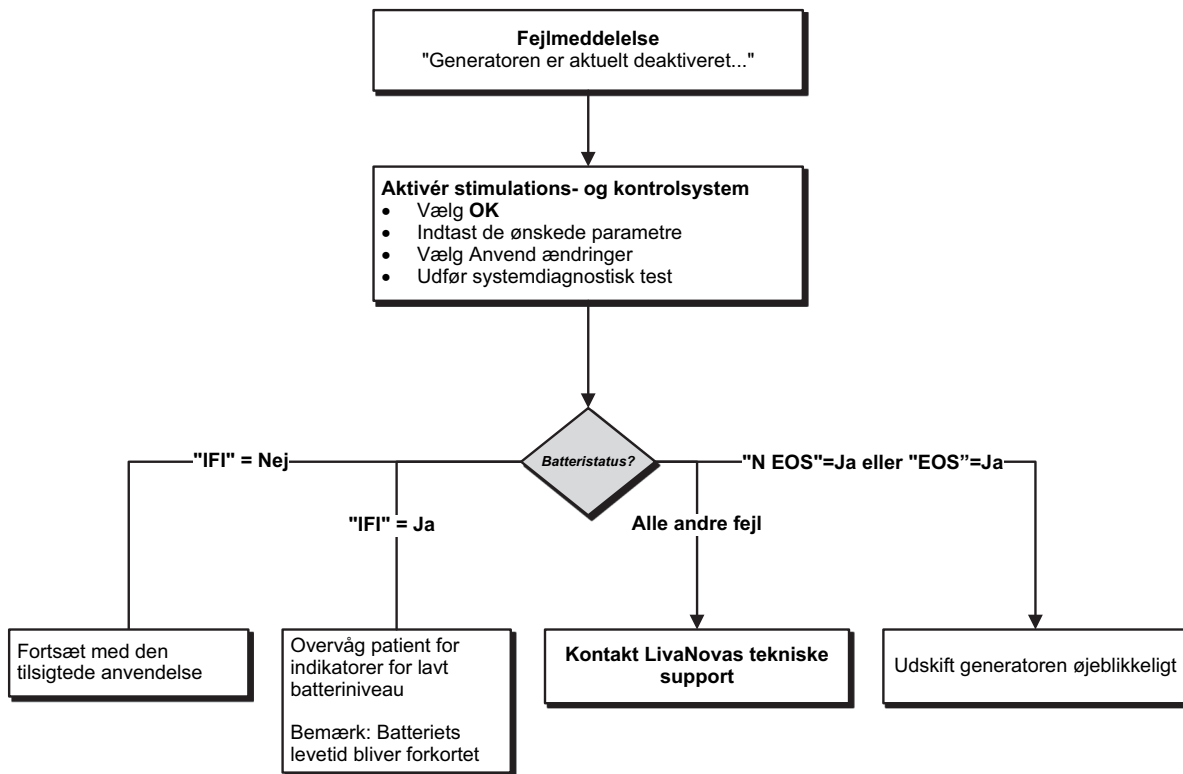 Fejlmeddelelse
"Generatoren er aktuelt deaktiveret..."
Aktivér stimulations- og kontrolsystem
• Vælg OK
• Indtast de ønskede parametre
• Vælg Anvend ændringer
• Udfør systemdiagnostisk test
Batteristatus?
"IFI" = Nej
"IFI" = Ja
Alle andre fejl
"N EOS"=Ja eller "EOS”=Ja
Fortsæt med den
tilsigtede anvendelse
Overvåg patient for
indikatorer for lavt
batteriniveau
Bemærk: Batteriets
levetid bliver forkortet
Kontakt LivaNovas tekniske
support
Udskift generatoren øjeblikkeligt